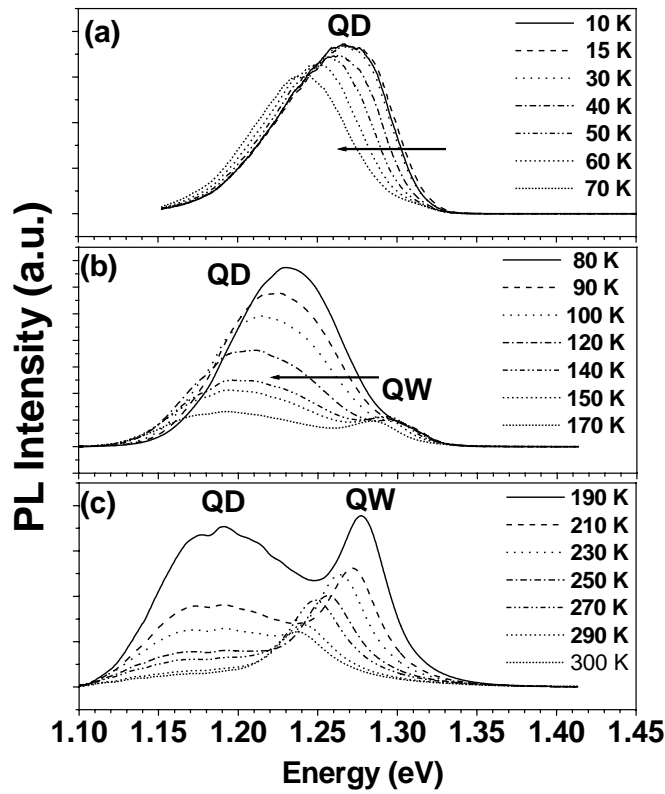 (a)
QD
10 K
15 K
30 K
40 K
50 K
60 K
70 K
(b)
QD
QW
80 K
90 K
100 K
120 K
140 K
150 K
170 K
(c)
QD
QW
190 K
210 K
230 K
250 K
270 K
290 K
300 K
PL Intensity (a.u.)
1.10 1.15 1.20 1.25 1.30 1.35 1.40 1.45
Energy (eV)